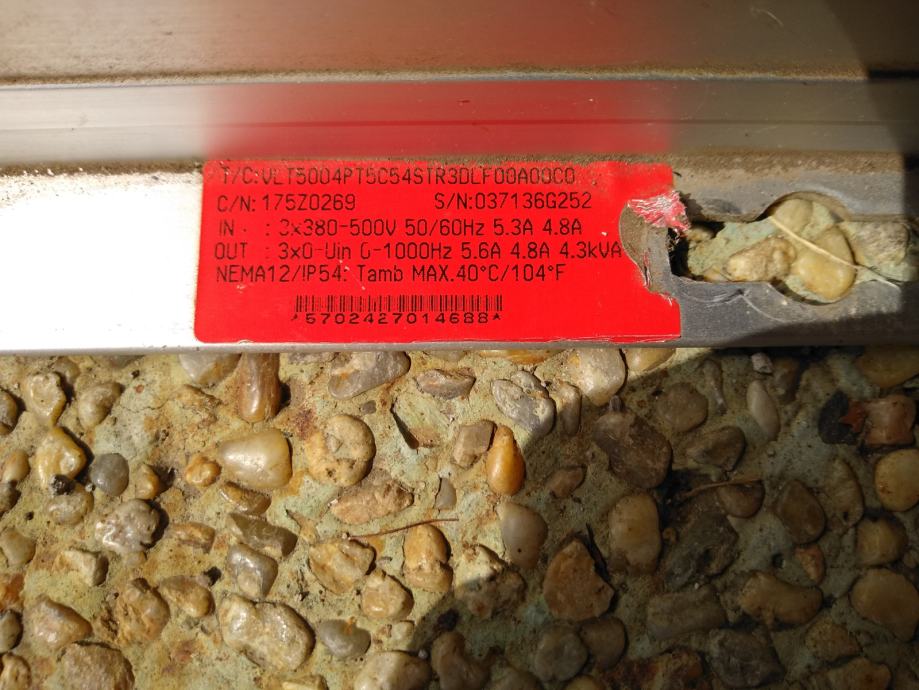 T/C:VLT5004PT5C54STR3DLF00A00C0
C/N:175Z0269 S/N:037136G252
IN : 3x380-500V 50/60Hz 5.3A 4.8A
OUT : 3x0-Uin 0-1000Hz 5.6A 4.8A 4.3kVA
NEMA12/IP54: Tamb MAX.40°C/104°F
*5702427014688*